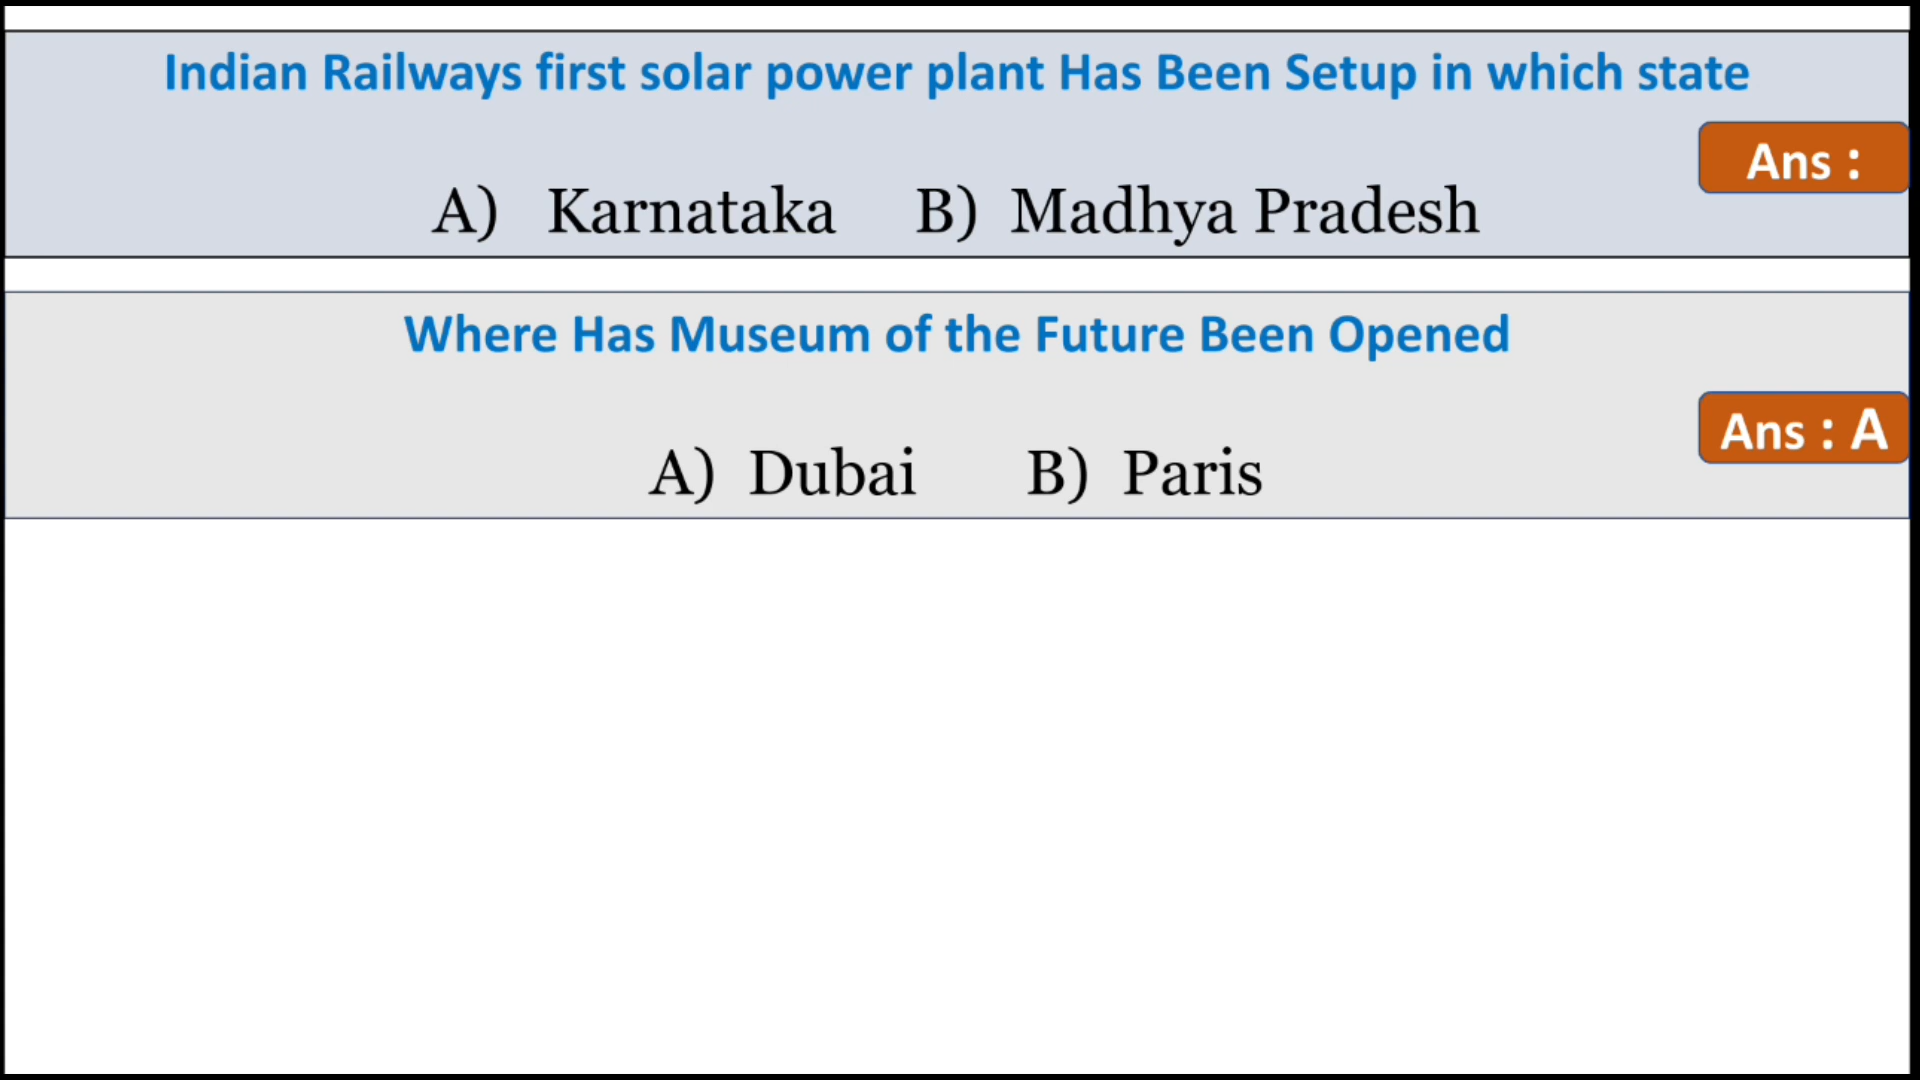 Indian Railways first solar power plant Has Been Setup in which state
Ans :
A) Karnataka B) Madhya Pradesh
Where Has Museum of the Future Been Opened
Ans : A
A) Dubai B) Paris